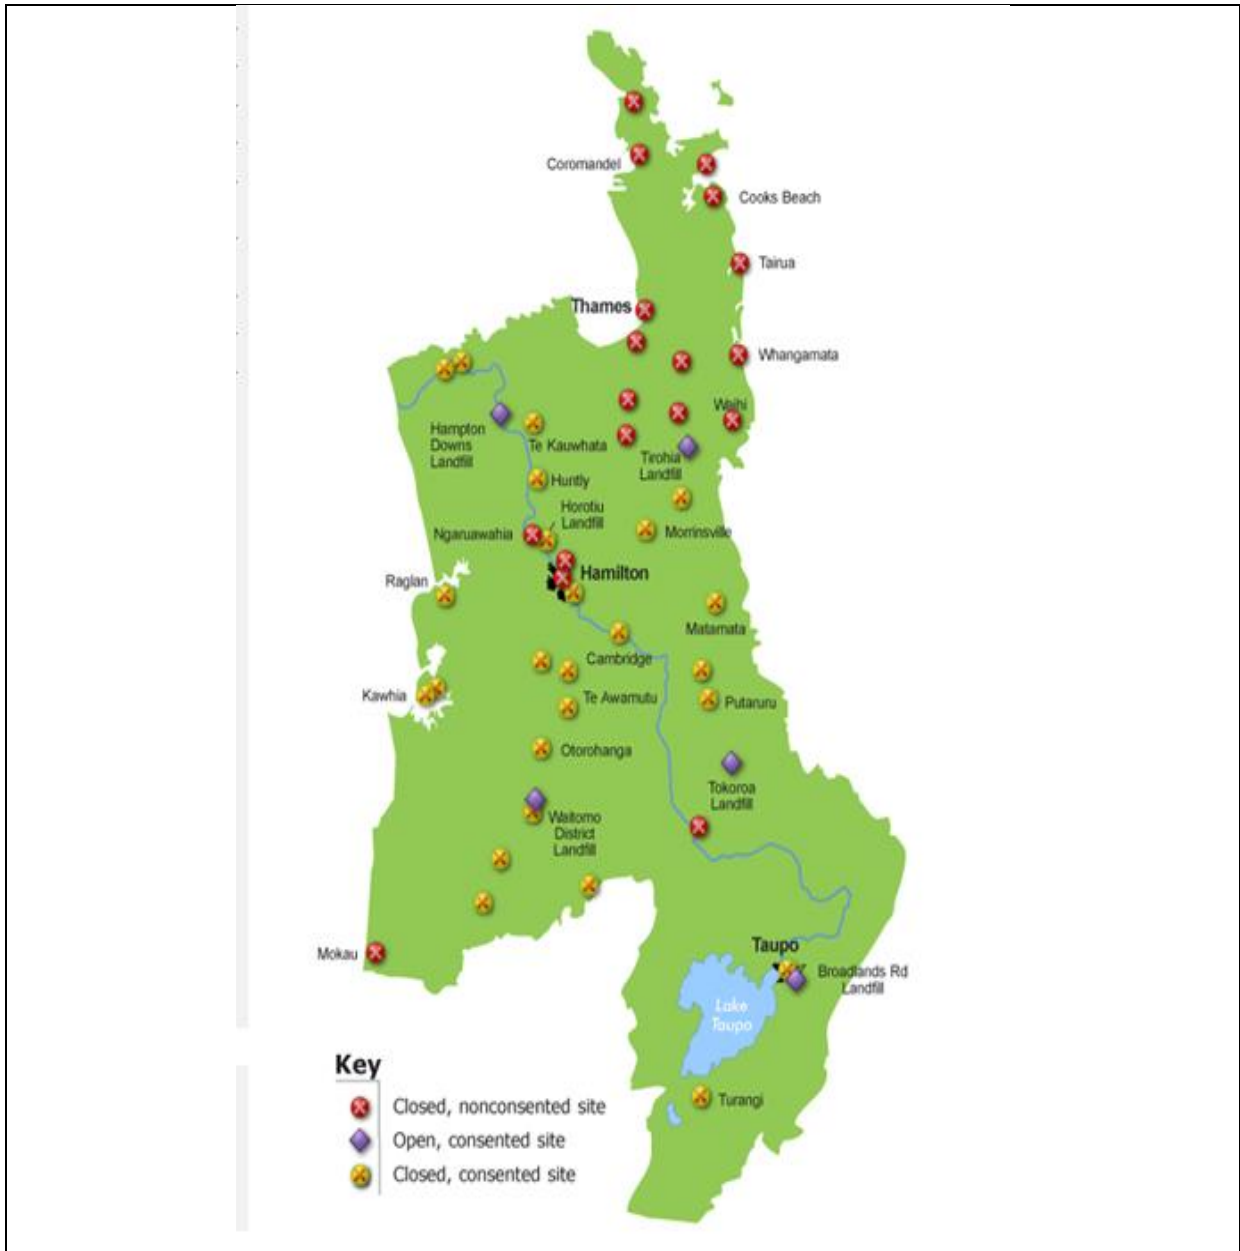 Coromandel
Cooks Beach
Tairua
Thames
Whangamata
Waihi
Hampton
Downs
Landfill
Te Kauwhata
Tirohia
Landfill
Huntly
Horotiu
Landfill
Ngaruawahia
Morrinsville
Hamilton
Raglan
Matamata
Cambridge
Kawhia
Te Awamutu
Putaruru
Otorohanga
Tokoroa
Landfill
Waitomo
District
Landfill
Mokau
Taupo
Broadlands Rd
Landfill
Lake
Taupo
Turangi
Key
Closed, nonconsented site
Open, consented site
Closed, consented site